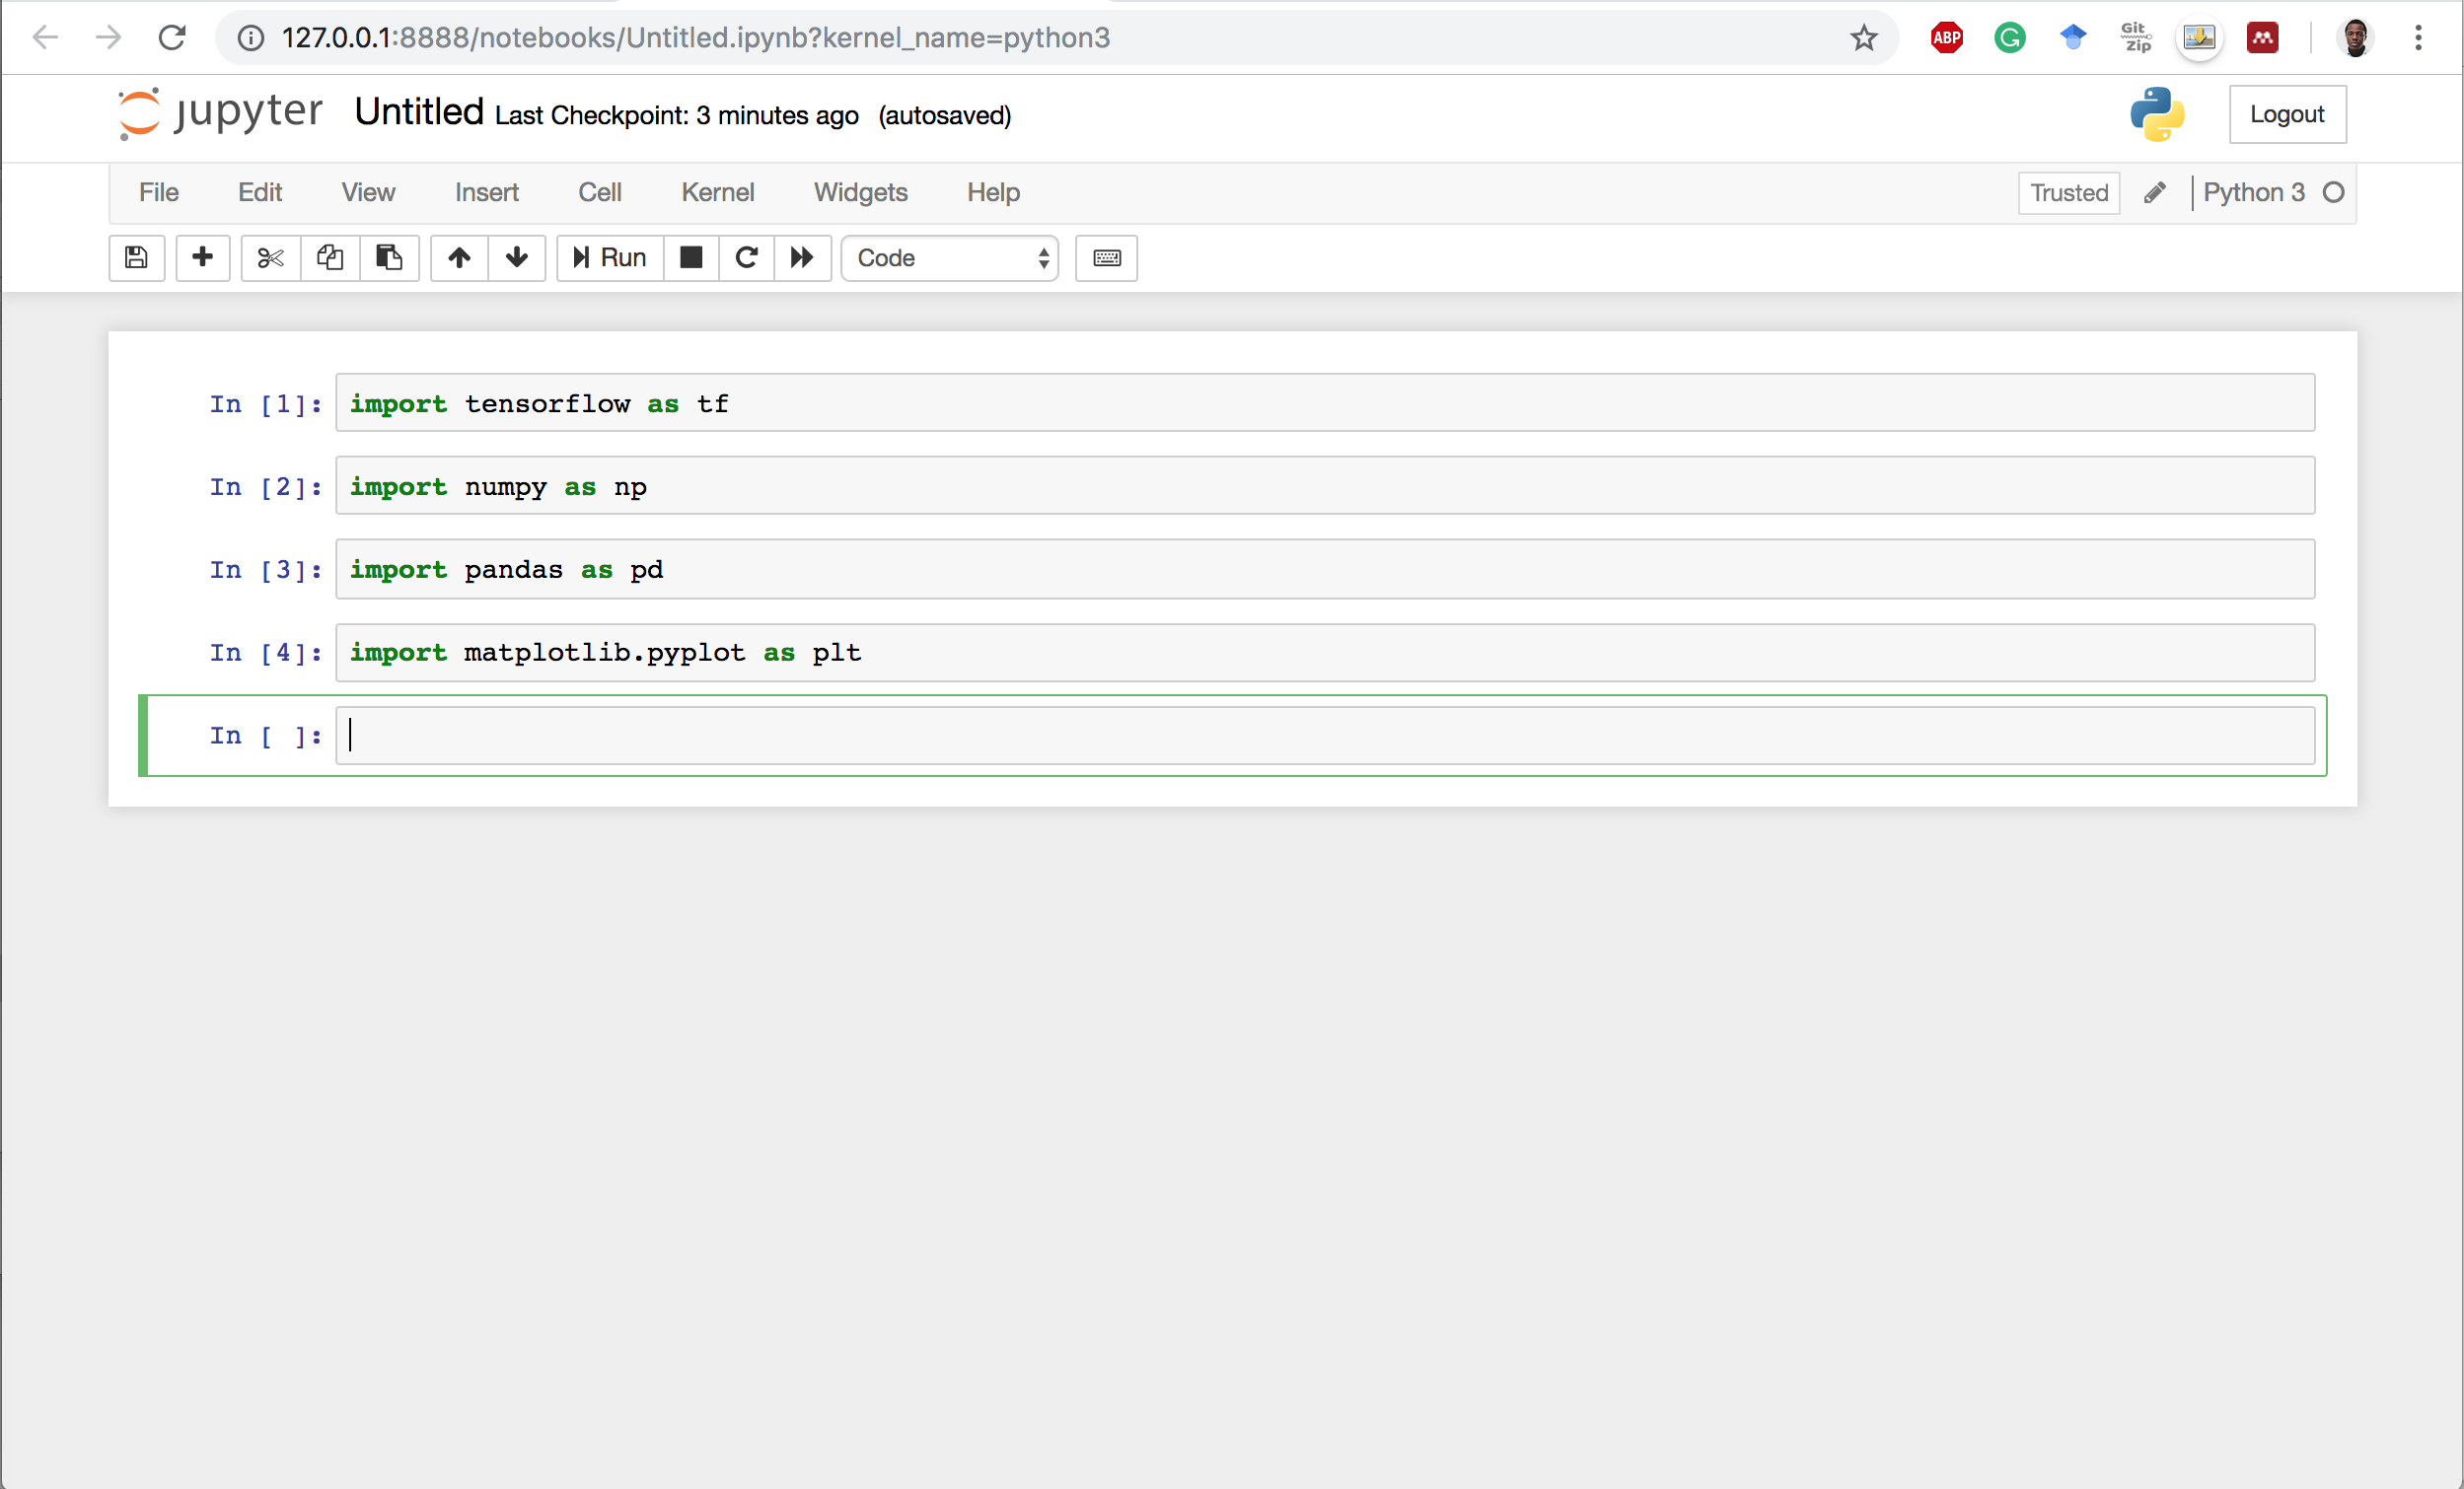 127.0.0.1:8888/notebooks/Untitled.ipynb?kernel_name=python3
ABP
G
Git
Zip
jupyter Untitled Last Checkpoint: 3 minutes ago (autosaved)
Logout
File Edit View Insert Cell Kernel Widgets Help
Trusted
Python 3
Run
Code
In [1]: import tensorflow as tf
In [2]: import numpy as np
In [3]: import pandas as pd
In [4]: import matplotlib.pyplot as plt
In [ ]: